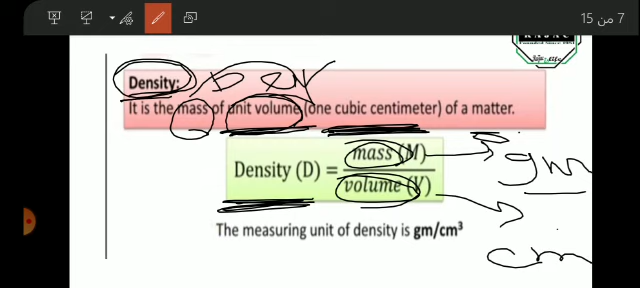 7 من 15
Density:
It is the mass of unit volume (one cubic centimeter) of a matter.
Density (D) = mass (M)
volume (V)
gm
cm
The measuring unit of density is gm/cm³